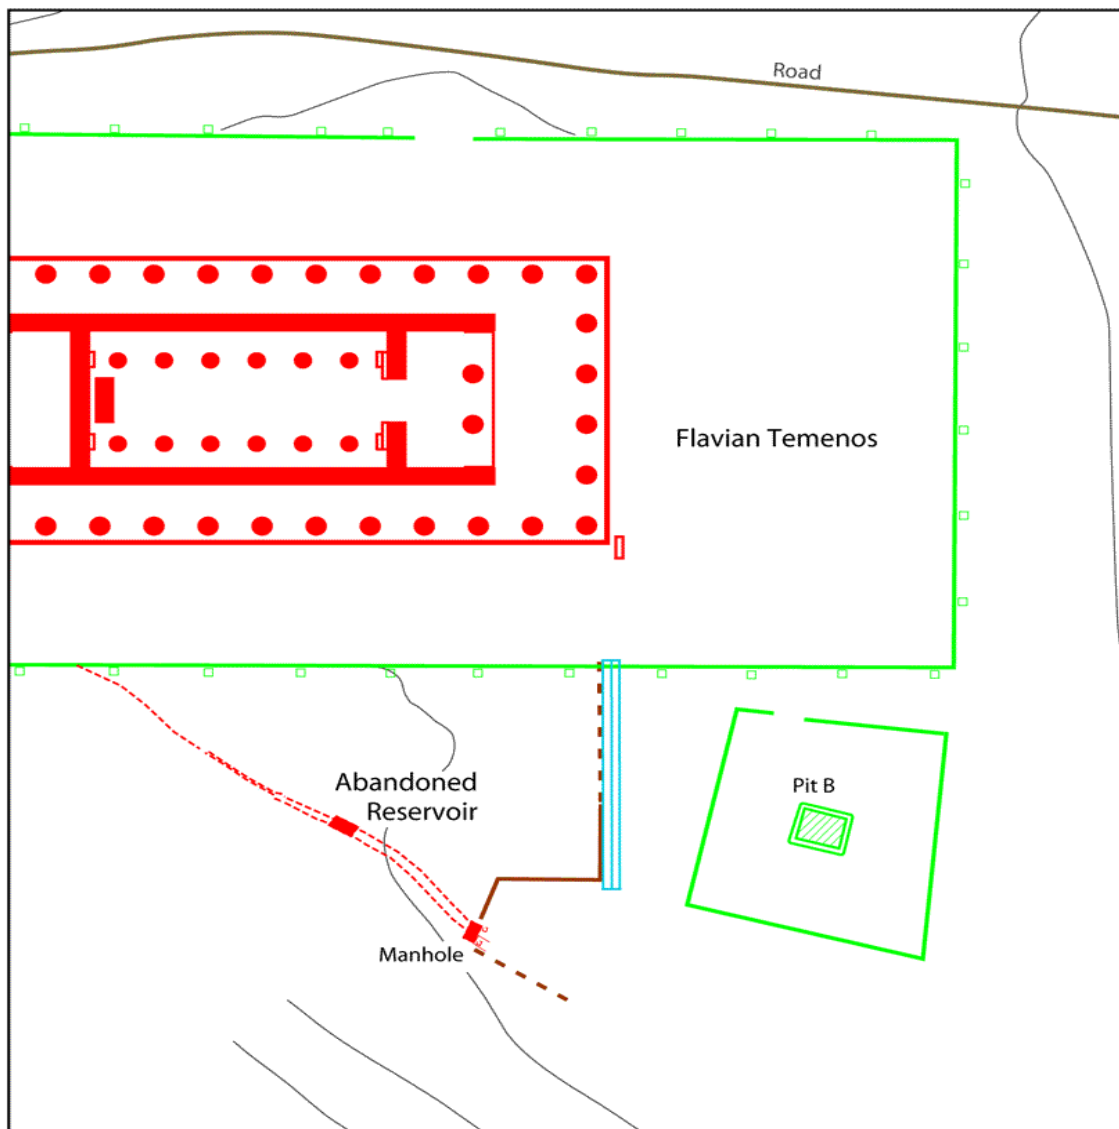 Road
Flavian Temenos
Abandoned
Reservoir
Pit B
Manhole